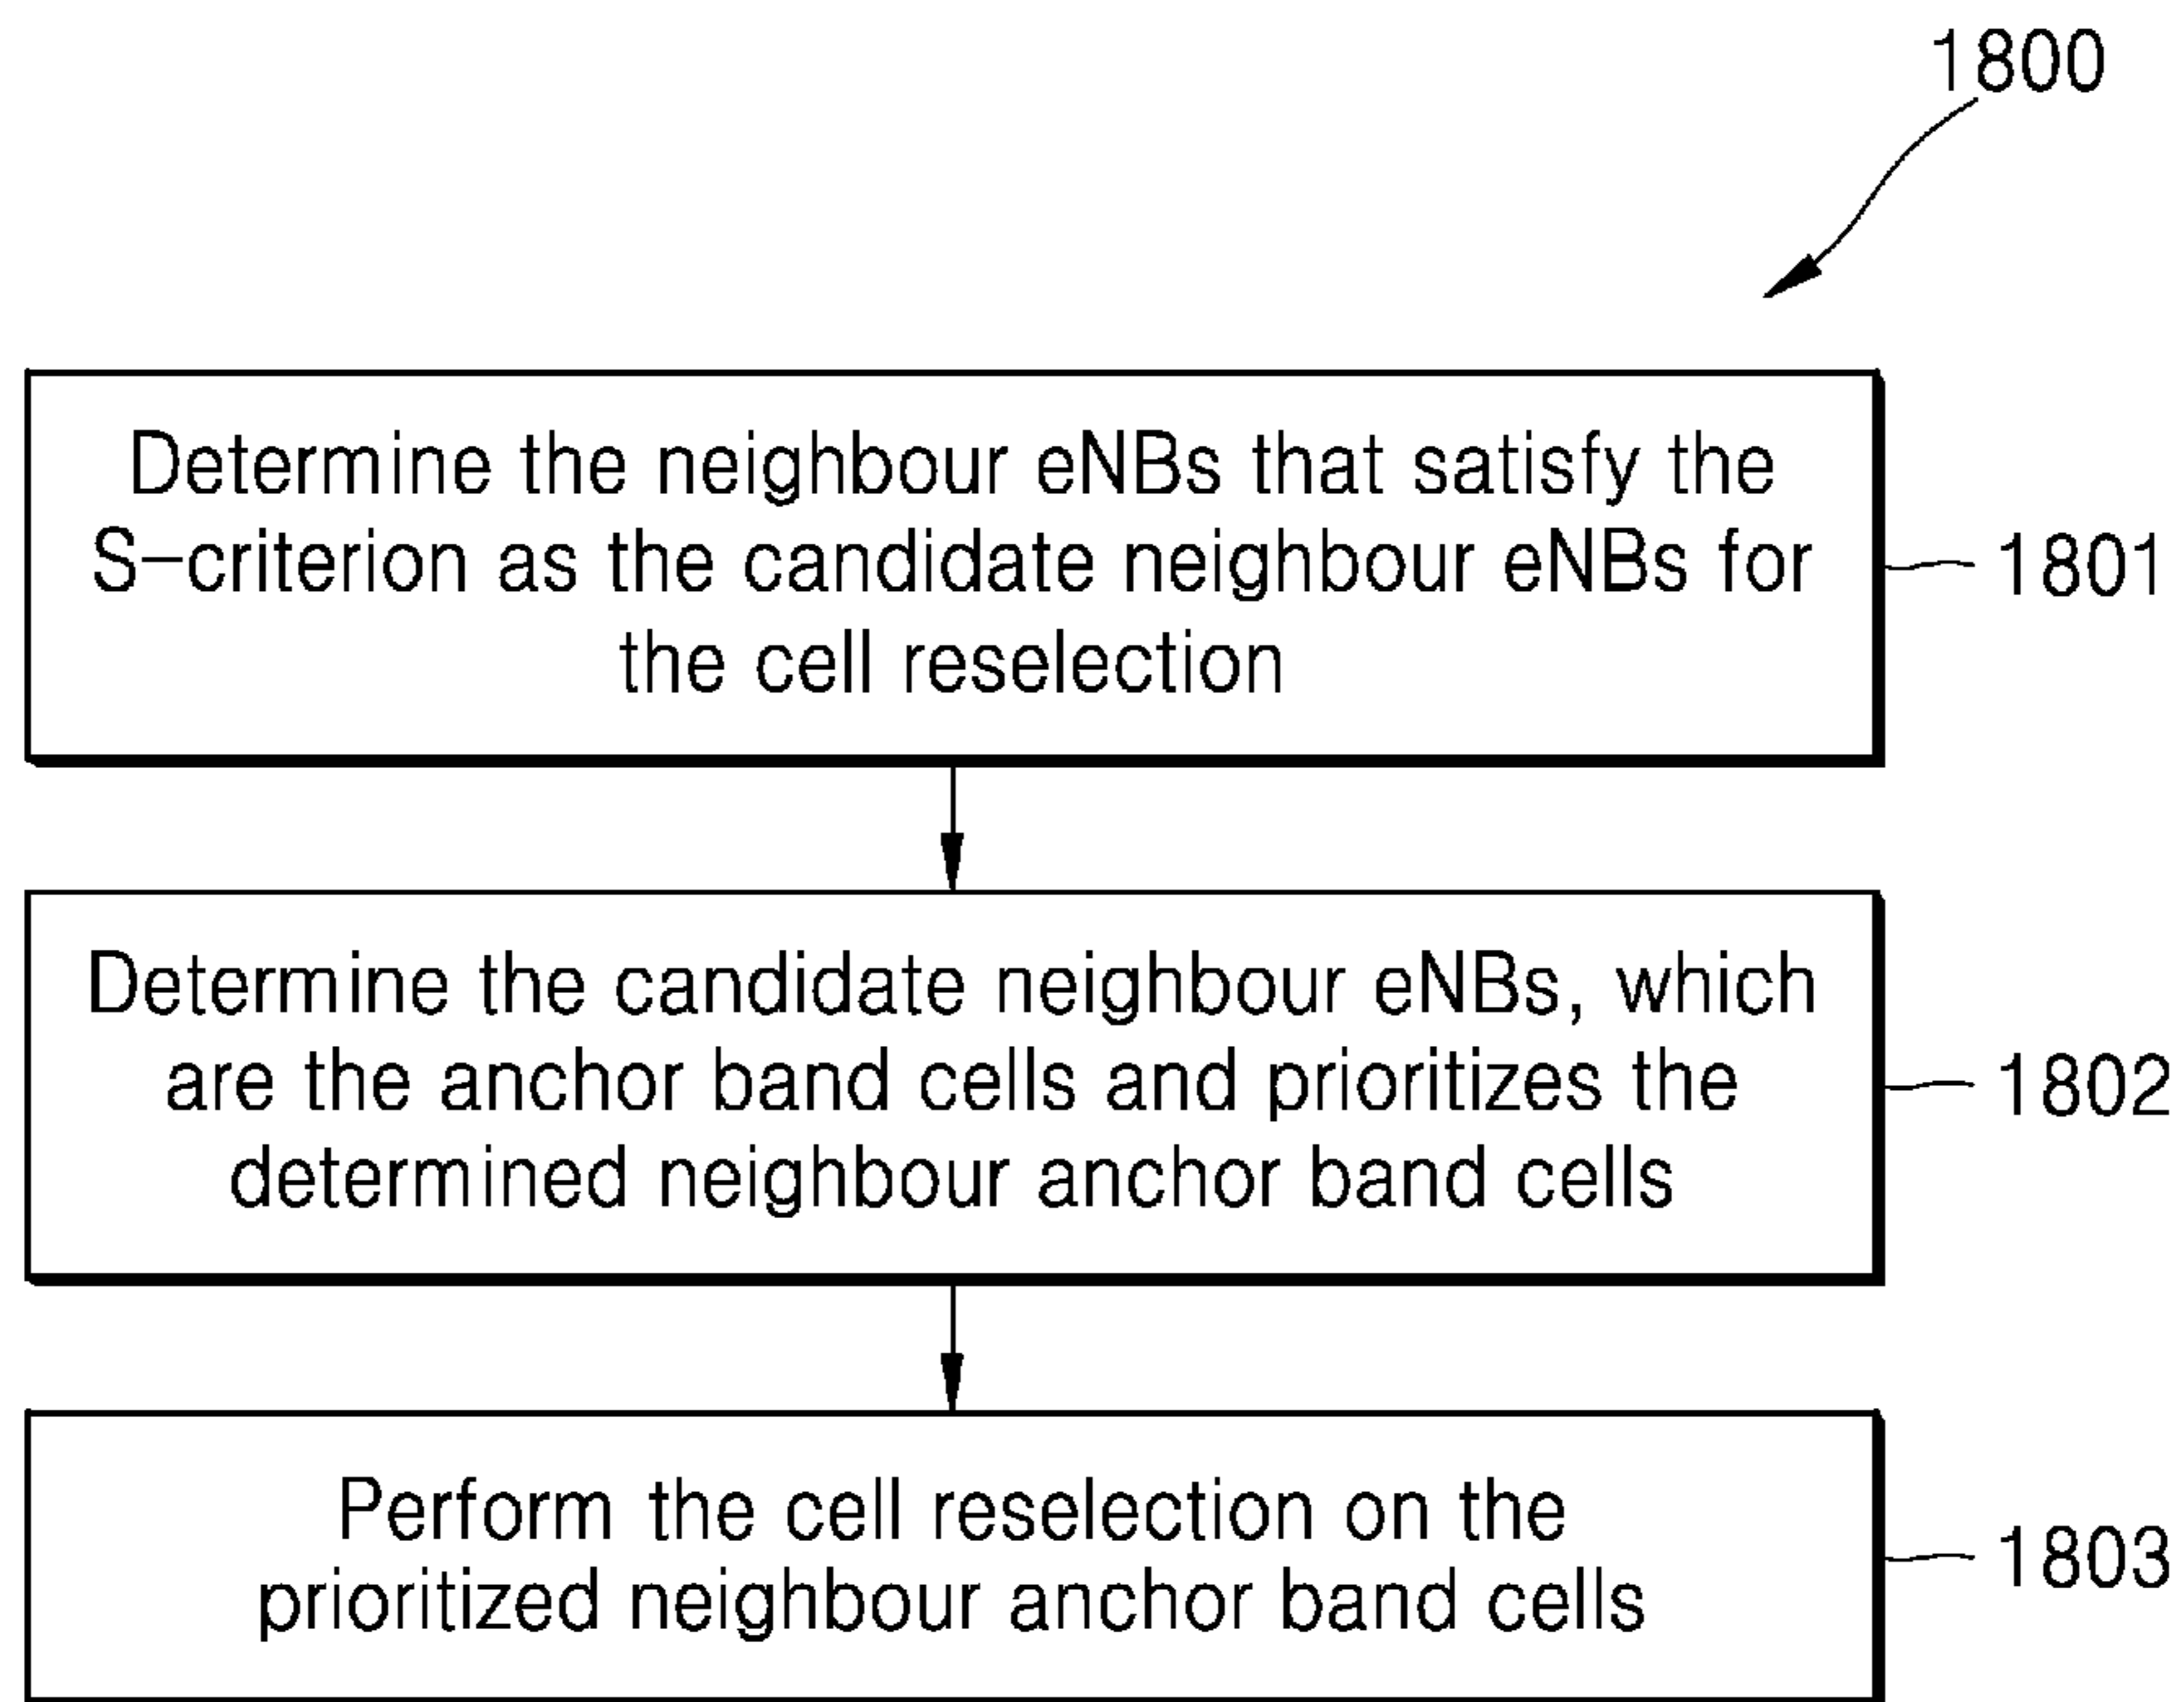 1800
Determine the neighbour eNBs that satisfy the
S-criterion as the candidate neighbour eNBs for
the cell reselection
1801
Determine the candidate neighbour eNBs, which
are the anchor band cells and prioritizes the
determined neighbour anchor band cells
1802
Perform the cell reselection on the
prioritized neighbour anchor band cells
1803